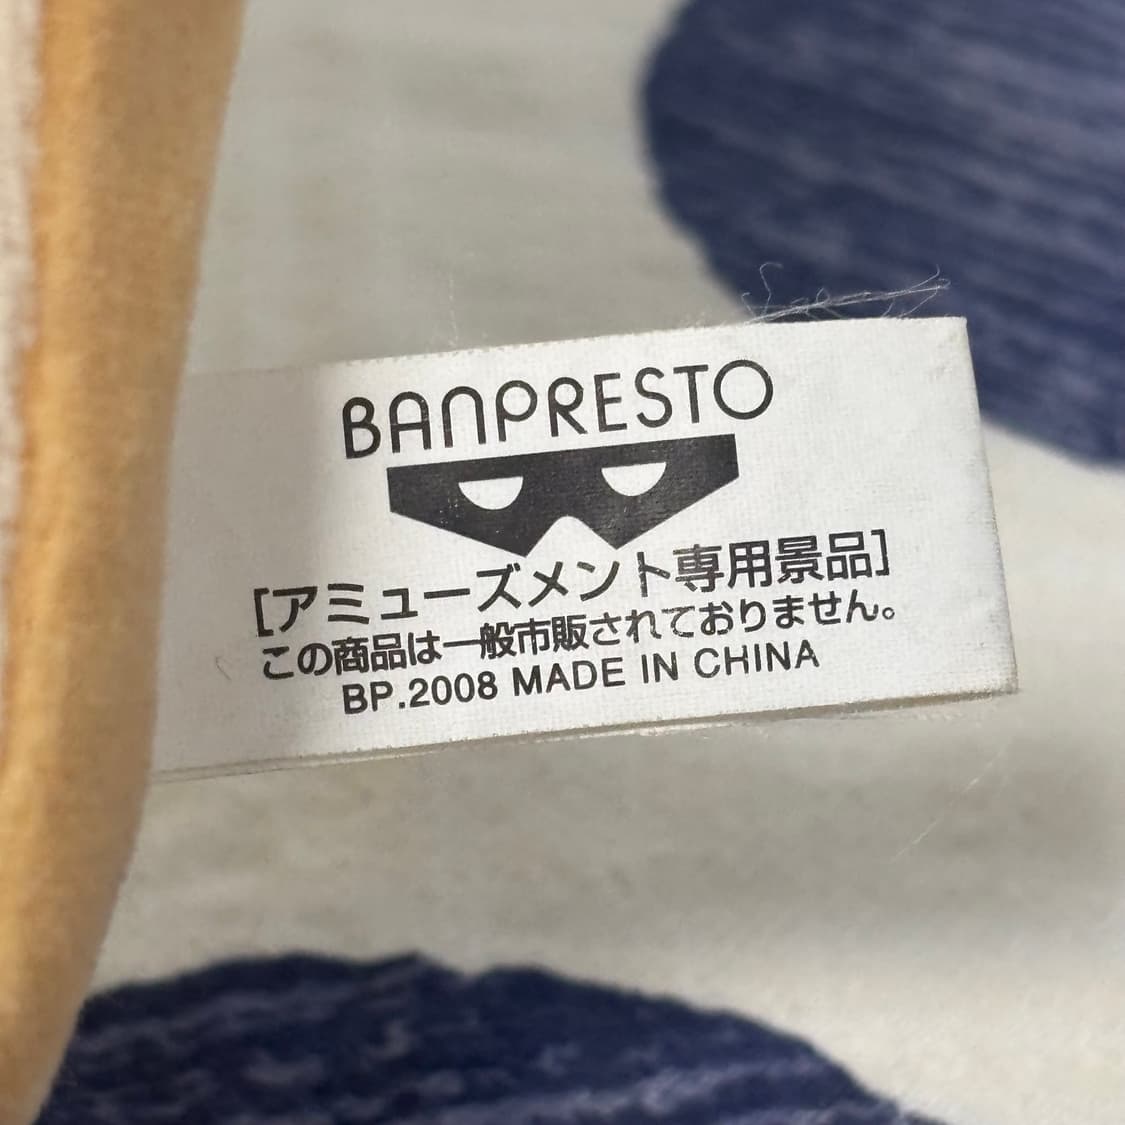 BANPRESTO
[アミューズメント専用景品]
この商品は一般市販されておりません。
BP.2008 MADE IN CHINA